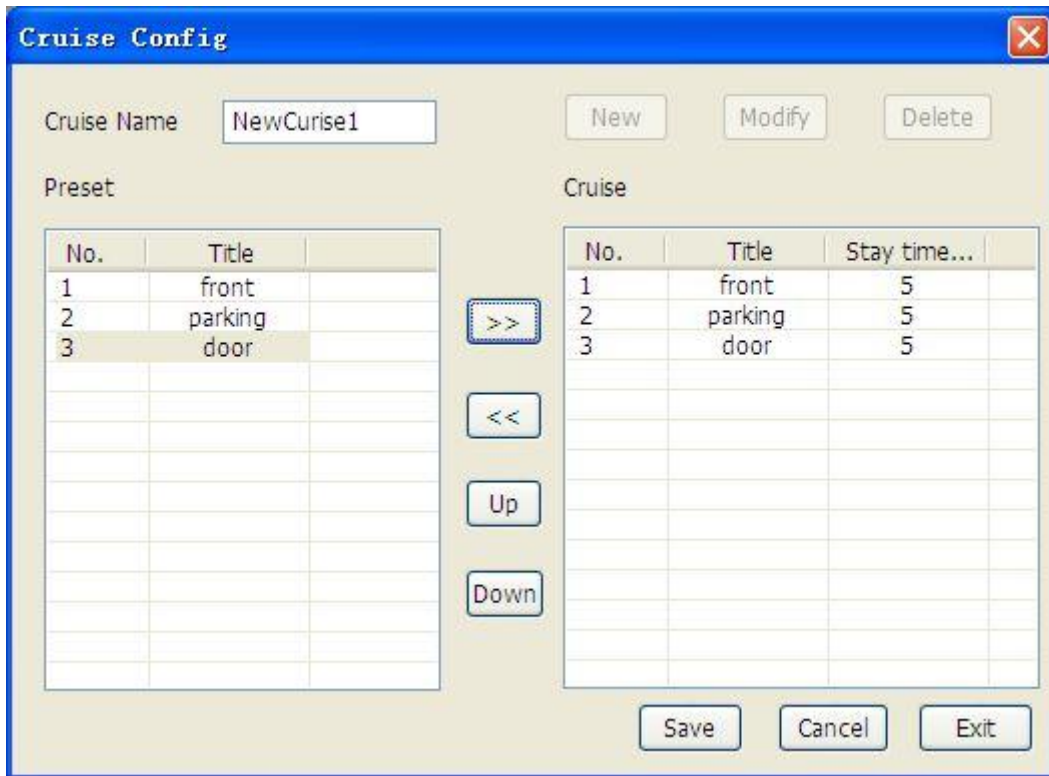 Cruise Config
Cruise Name NewCurise1 New Modify Delete
Preset Cruise
No. Title No. Title Stay time...
1 front 1 front 5
2 parking 2 parking 5
3 door 3 door 5
>>
<<
Up
Down
Save Cancel Exit